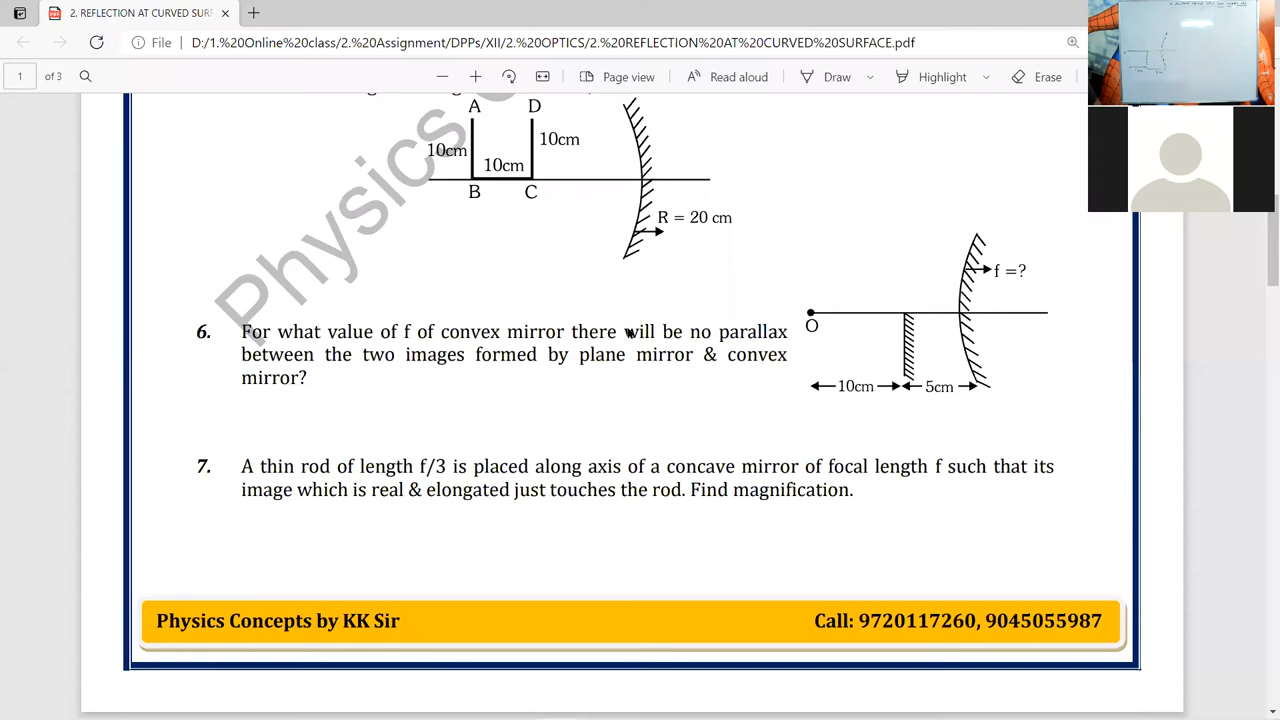 2. REFLECTION AT CURVED SURF
File D:/1.%20Online%20class/2.%20Assignment/DPPs/XII/2.%20OPTICS/2.%20REFLECTION%20AT%20CURVED%20SURFACE.pdf
1 of 3 Page view Read aloud Draw Highlight Erase
A D
10cm 10cm
10cm
B C
R = 20 cm
Physics
f =?
O
10cm 5cm
6. For what value of f of convex mirror there will be no parallax
between the two images formed by plane mirror & convex
mirror?
7. A thin rod of length f/3 is placed along axis of a concave mirror of focal length f such that its
image which is real & elongated just touches the rod. Find magnification.
Physics Concepts by KK Sir Call: 9720117260, 9045055987